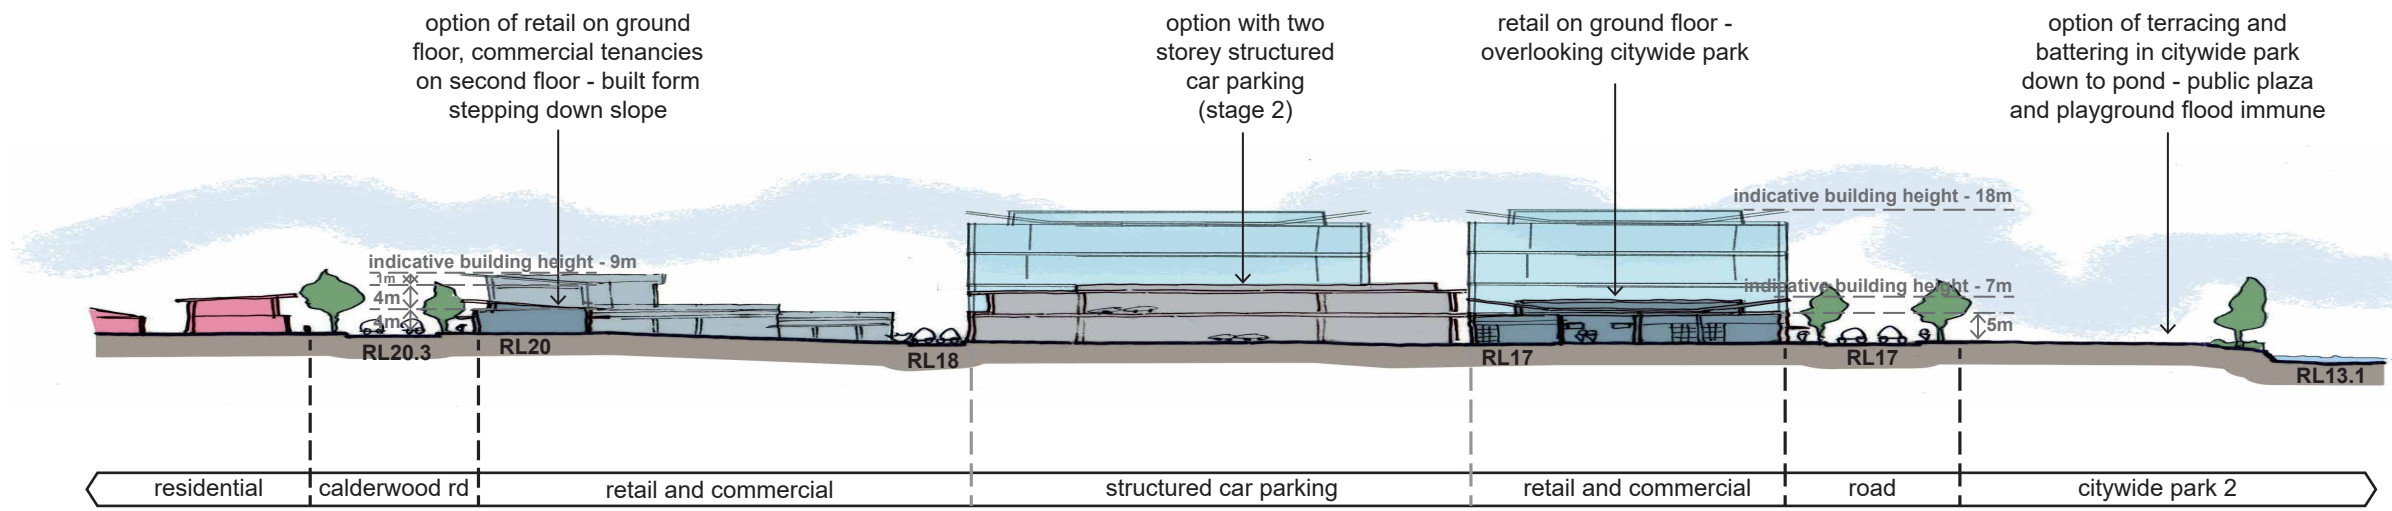 option of retail on ground
floor, commercial tenancies
on second floor - built form
stepping down slope
option with two
storey structured
car parking
(stage 2)
retail on ground floor -
overlooking citywide park
option of terracing and
battering in citywide park
down to pond - public plaza
and playground flood immune
indicative building height - 18m
indicative building height - 9m
1m
4m
4m
indicative building height - 7m
5m
RL20.3
RL20
RL18
RL17
RL17
RL13.1
residential
calderwood rd
retail and commercial
structured car parking
retail and commercial
road
citywide park 2